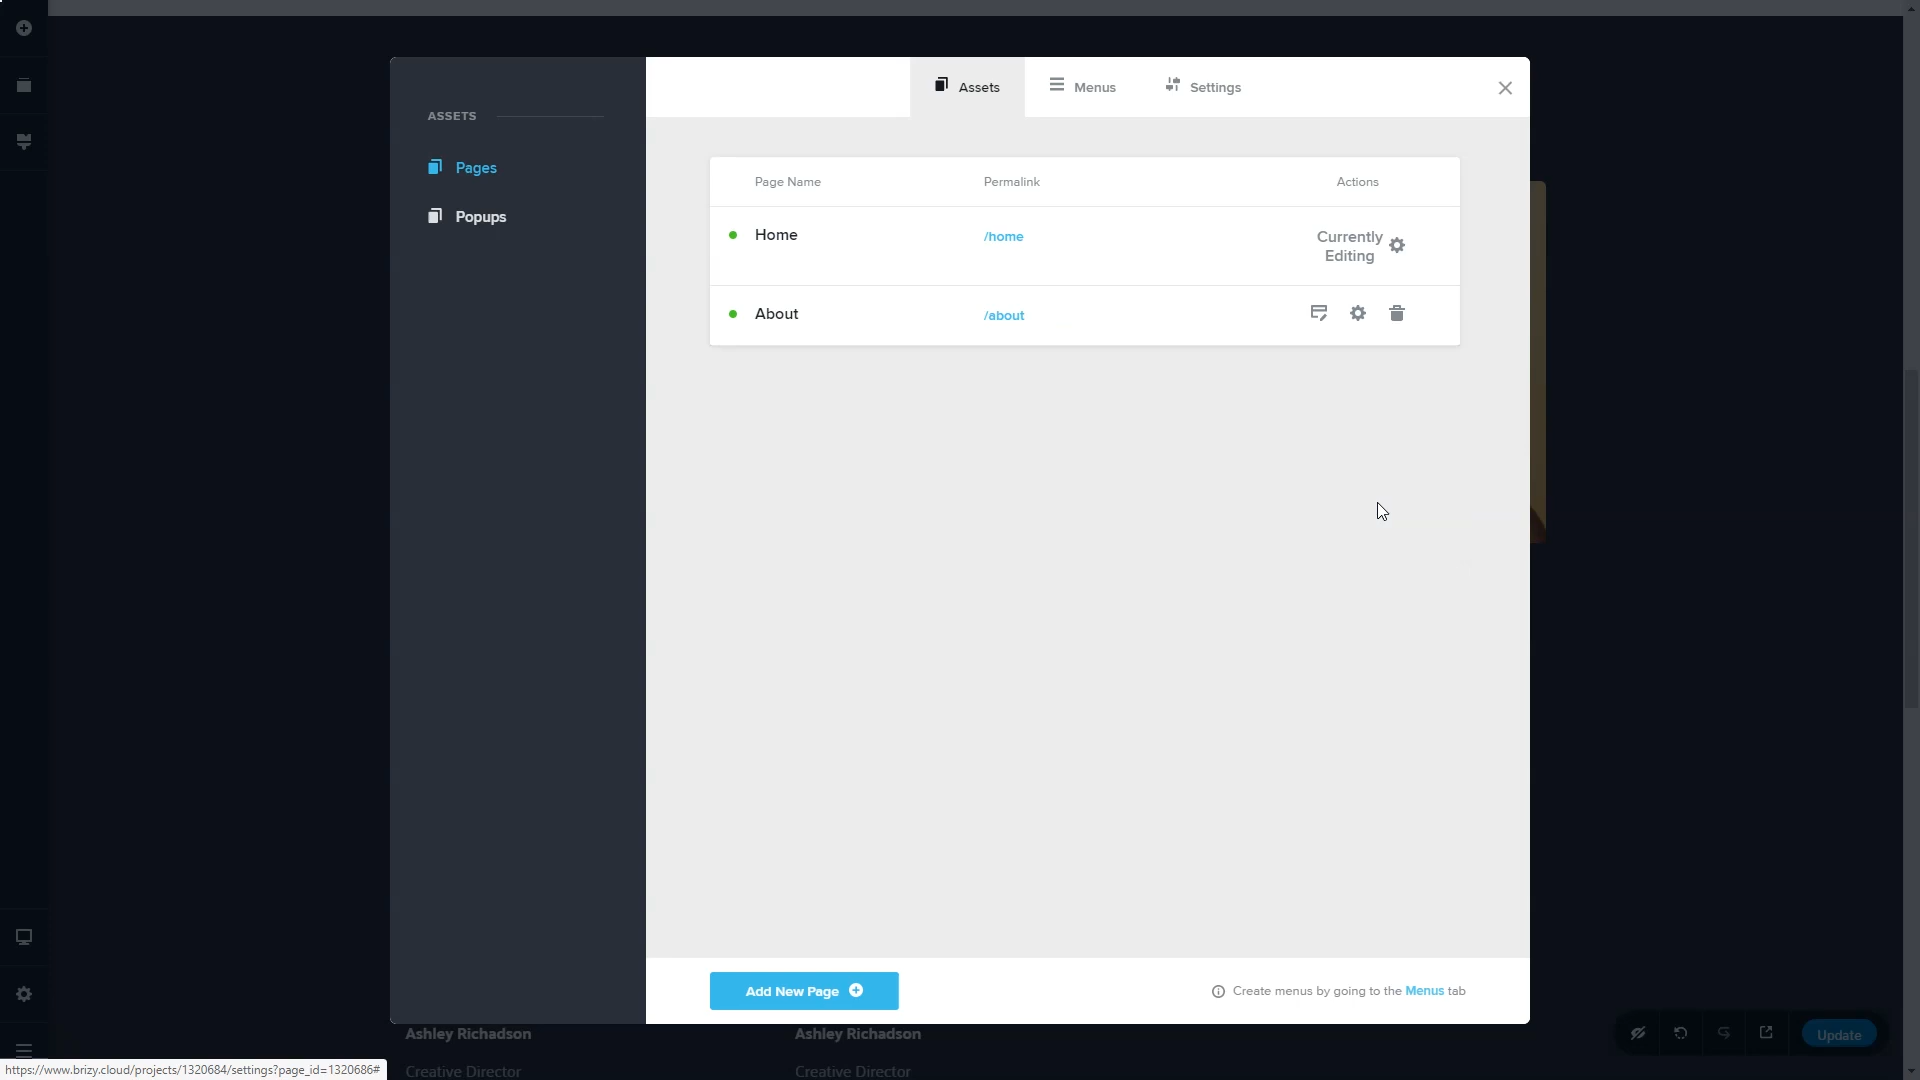 Assets
Menus
Settings
ASSETS
Pages
Popups
Page Name
Permalink
Actions
Home
/home
Currently
Editing
About
/about
Add New Page
Create menus by going to the Menus tab
Ashley Richadson
Ashley Richadson
Update
https://www.brizy.cloud/projects/1320684/settings?page_id=1320686#
Creative Director
Creative Director